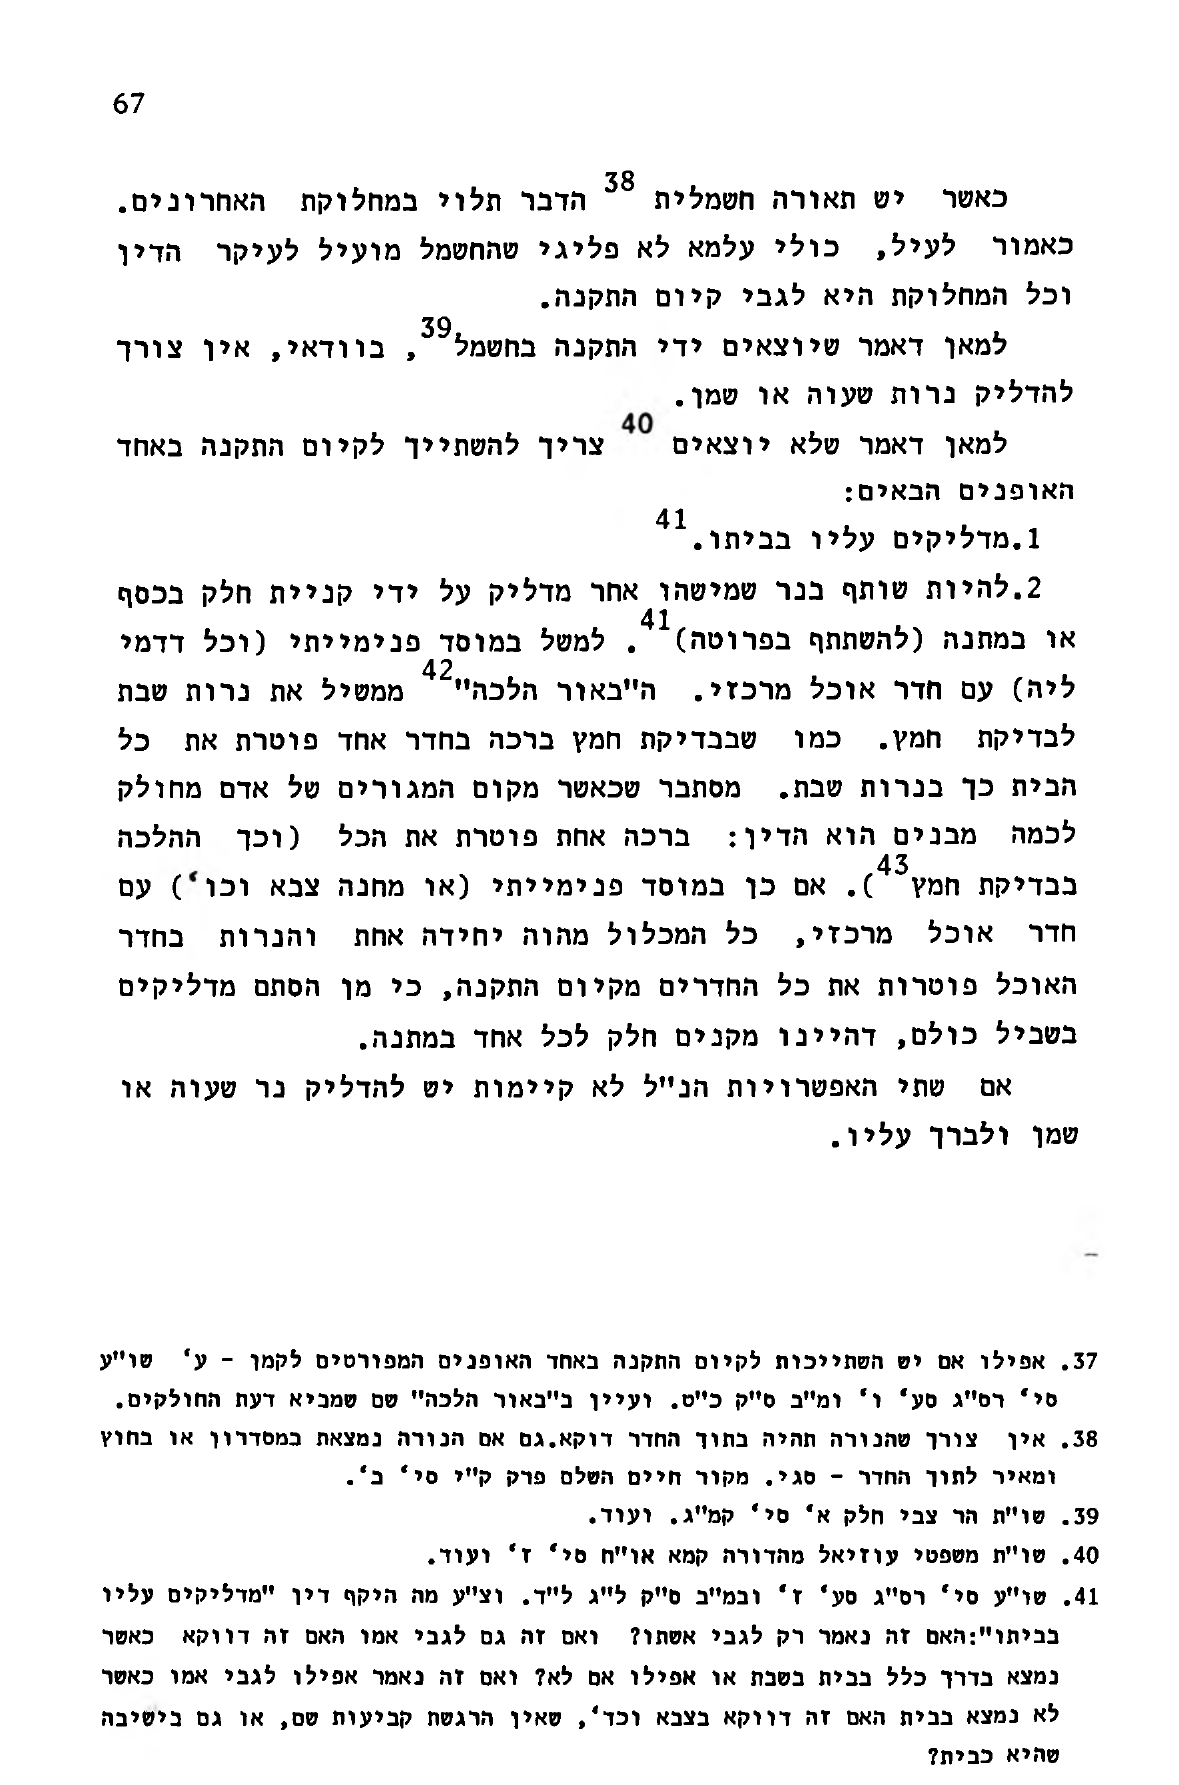 67
כאשר יש תאורה חשמלית 38 הדבר תלוי במחלוקת האחרונים.
כאמור לעיל, כולי עלמא לא פליגי שהחשמל מועיל לעיקר הדין
וכל המחלוקת היא לגבי קיום התקנה.
למאן דאמר שיוצאים ידי התקנה בחשמל39, בוודאי, אין צורך
להדליק נרות שעוה או שמן.
למאן דאמר שלא יוצאים 40 צריך להשתייך לקיום התקנה באחד
האופנים הבאים:
1.מדליקים עליו בביתו.41
2.להיות שותף בנר שמישהו אחר מדליק על ידי קניית חלק בכסף
או במתנה (להשתתף בפרוטה)41. למשל במוסד פנימייתי (וכל דדמי
ליה) עם חדר אוכל מרכזי. ה"באור הלכה"42 ממשיל את נרות שבת
לבדיקת חמץ. כמו שבבדיקת חמץ ברכה בחדר אחד פוטרת את כל
הבית כך בנרות שבת. מסתבר שכאשר מקום המגורים של אדם מחולק
לכמה מבנים הוא הדין: ברכה אחת פוטרת את הכל (וכך ההלכה
בבדיקת חמץ43). אם כן במוסד פנימייתי (או מחנה צבא וכו') עם
חדר אוכל מרכזי, כל המכלול מהוה יחידה אחת והנרות בחדר
האוכל פוטרות את כל החדרים מקיום התקנה, כי מן הסתם מדליקים
בשביל כולם, דהיינו מקנים חלק לכל אחד במתנה.
אם שתי האפשרויות הנ"ל לא קיימות יש להדליק נר שעוה או
שמן ולברך עליו.
37. אפילו אם יש השתייכות לקיום התקנה באחד האופנים המפורטים לקמן - ע' שו"ע
סי' רס"ג סע' ו' ומ"ב ס"ק כ"ט. ועיין ב"באור הלכה" שם שמביא דעת החולקים.
38. אין צורך שהנורה תהיה בתוך החדר דוקא.גם אם הנורה נמצאת במסדרון או בחוץ
ומאיר לתוך החדר - סגי. מקור חיים השלם פרק ק"י סי' ב'.
39. שו"ת הר צבי חלק א' סי' קמ"ג. ועוד.
40. שו"ת משפטי עוזיאל מהדורה קמא או"ח סי' ז' ועוד.
41. שו"ע סי' רס"ג סע' ז' ובמ"ב ס"ק ל"ג ל"ד. וצ"ע מה היקף דין "מדליקים עליו
בביתו":האם זה נאמר רק לגבי אשתו? ואם זה גם לגבי אמו האם זה דווקא כאשר
נמצא בדרך כלל בבית בשבת או אפילו אם לא? ואם זה נאמר אפילו לגבי אמו כאשר
לא נמצא בבית האם זה דווקא בצבא וכד', שאין הרגשת קביעות שם, או גם בישיבה
שהיא כבית?